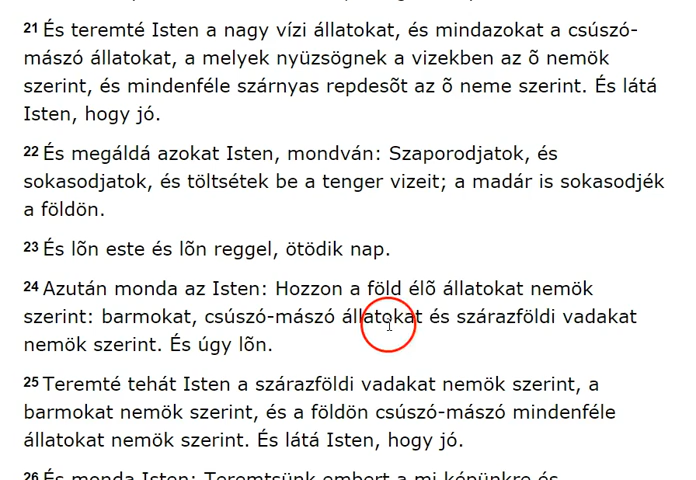 21 És teremté Isten a nagy vízi állatokat, és mindazokat a csúszó-
mászó állatokat, a melyek nyüzsögnek a vizekben az õ nemök
szerint, és mindenféle szárnyas repdesõt az õ neme szerint. És látá
Isten, hogy jó.
22 És megáldá azokat Isten, mondván: Szaporodjatok, és
sokasodjatok, és töltsétek be a tenger vizeit; a madár is sokasodjék
a földön.
23 És lõn este és lõn reggel, ötödik nap.
24 Azután monda az Isten: Hozzon a föld élõ állatokat nemök
szerint: barmokat, csúszó-mászó állatokat és szárazföldi vadakat
nemök szerint. És úgy lõn.
25 Teremté tehát Isten a szárazföldi vadakat nemök szerint, a
barmokat nemök szerint, és a földön csúszó-mászó mindenféle
állatokat nemök szerint. És látá Isten, hogy jó.
26 És monda Isten: Teremtsünk embert a mi képünkre és